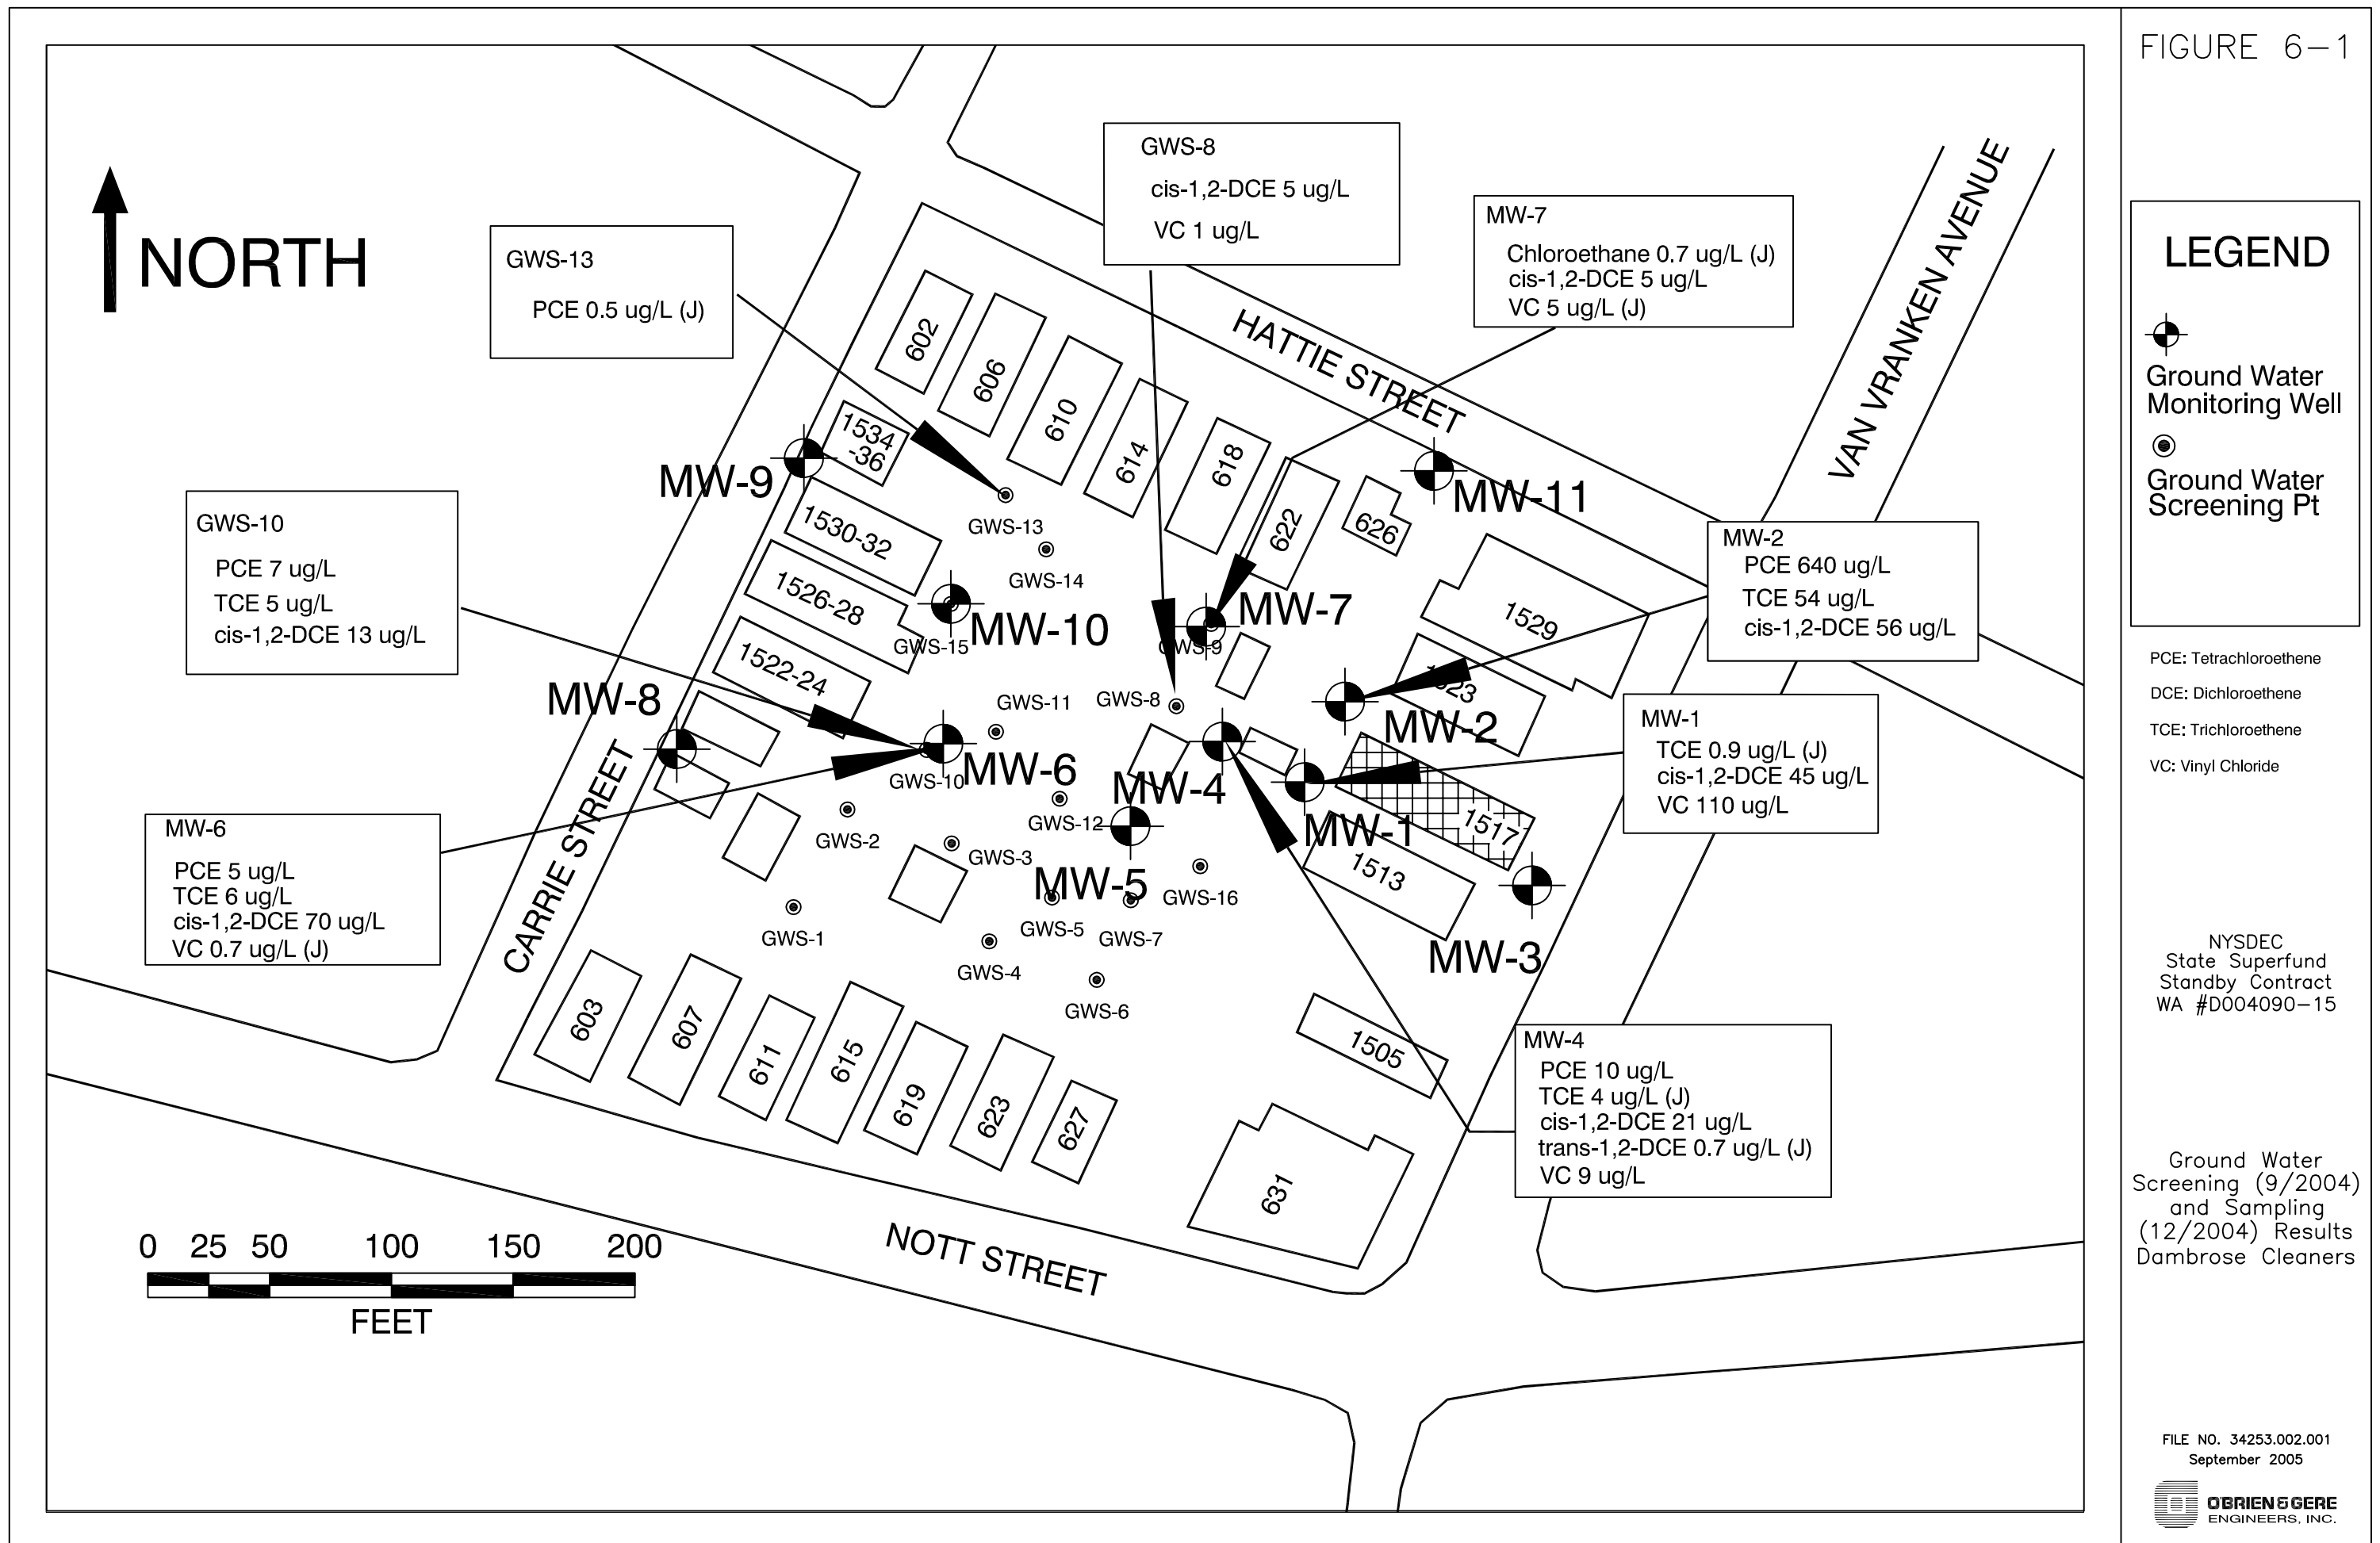 FIGURE 6-1
NORTH
GWS-8
cis-1,2-DCE 5 ug/L
VC 1 ug/L
MW-7
Chloroethane 0.7 ug/L (J)
cis-1,2-DCE 5 ug/L
VC 5 ug/L (J)
GWS-13
PCE 0.5 ug/L (J)
GWS-10
PCE 7 ug/L
TCE 5 ug/L
cis-1,2-DCE 13 ug/L
MW-6
PCE 5 ug/L
TCE 6 ug/L
cis-1,2-DCE 70 ug/L
VC 0.7 ug/L (J)
MW-2
PCE 640 ug/L
TCE 54 ug/L
cis-1,2-DCE 56 ug/L
MW-1
TCE 0.9 ug/L (J)
cis-1,2-DCE 45 ug/L
VC 110 ug/L
MW-4
PCE 10 ug/L
TCE 4 ug/L (J)
cis-1,2-DCE 21 ug/L
trans-1,2-DCE 0.7 ug/L (J)
VC 9 ug/L
HATTIE STREET
VAN VRANKEN AVENUE
CARRIE STREET
NOTT STREET
602
606
610
614
618
622
626
1534
-36
1530-32
1526-28
1522-24
1529
1523
1517
1513
1505
603
607
611
615
619
623
627
631
MW-9
MW-11
GWS-13
GWS-14
MW-10
GWS-15
MW-7
GWS-9
MW-8
GWS-11
GWS-8
MW-2
MW-6
GWS-10
MW-4
GWS-2
GWS-12
MW-1
GWS-3
MW-5
GWS-16
GWS-1
GWS-5
GWS-7
MW-3
GWS-4
GWS-6
0 25 50 100 150 200
FEET
LEGEND
Ground Water
Monitoring Well
Ground Water
Screening Pt
PCE: Tetrachloroethene
DCE: Dichloroethene
TCE: Trichloroethene
VC: Vinyl Chloride
NYSDEC
State Superfund
Standby Contract
WA #D004090-15
Ground Water
Screening (9/2004)
and Sampling
(12/2004) Results
Dambrose Cleaners
FILE NO. 34253.002.001
September 2005
O'BRIEN & GERE
ENGINEERS, INC.